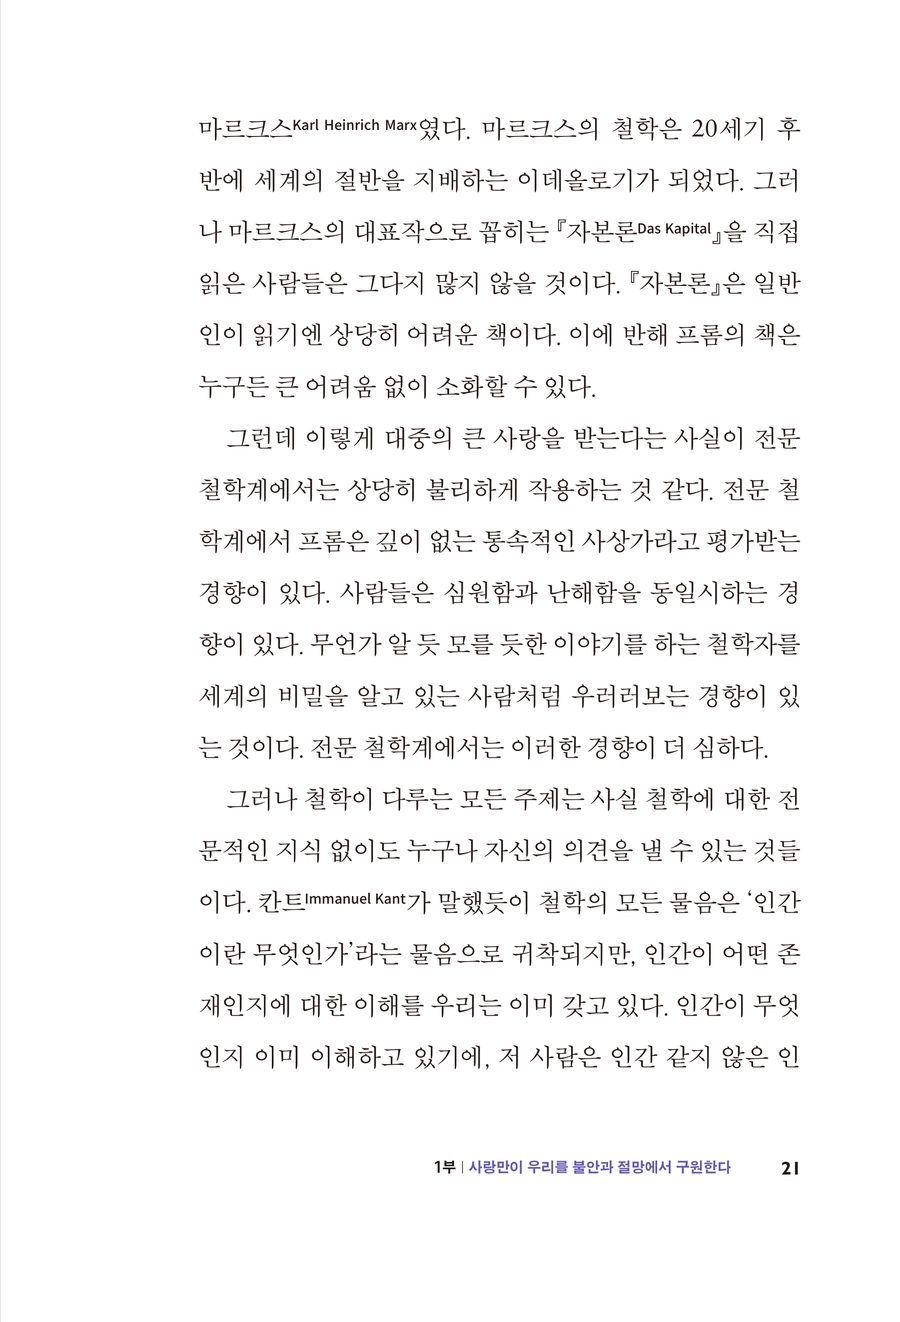 마르크스Karl Heinrich Marx였다. 마르크스의 철학은 20세기 후
반에 세계의 절반을 지배하는 이데올로기가 되었다. 그러
나 마르크스의 대표작으로 꼽히는 『자본론Das Kapital』을 직접
읽은 사람들은 그다지 많지 않을 것이다. 『자본론』은 일반
인이 읽기엔 상당히 어려운 책이다. 이에 반해 프롬의 책은
누구든 큰 어려움 없이 소화할 수 있다.
그런데 이렇게 대중의 큰 사랑을 받는다는 사실이 전문
철학계에서는 상당히 불리하게 작용하는 것 같다. 전문 철
학계에서 프롬은 깊이 없는 통속적인 사상가라고 평가받는
경향이 있다. 사람들은 심원함과 난해함을 동일시하는 경
향이 있다. 무언가 알 듯 모를 듯한 이야기를 하는 철학자를
세계의 비밀을 알고 있는 사람처럼 우러러보는 경향이 있
는 것이다. 전문 철학계에서는 이러한 경향이 더 심하다.
그러나 철학이 다루는 모든 주제는 사실 철학에 대한 전
문적인 지식 없이도 누구나 자신의 의견을 낼 수 있는 것들
이다. 칸트Immanuel Kant가 말했듯이 철학의 모든 물음은 ‘인간
이란 무엇인가’라는 물음으로 귀착되지만, 인간이 어떤 존
재인지에 대한 이해를 우리는 이미 갖고 있다. 인간이 무엇
인지 이미 이해하고 있기에, 저 사람은 인간 같지 않은 인
1부 | 사랑만이 우리를 불안과 절망에서 구원한다 21